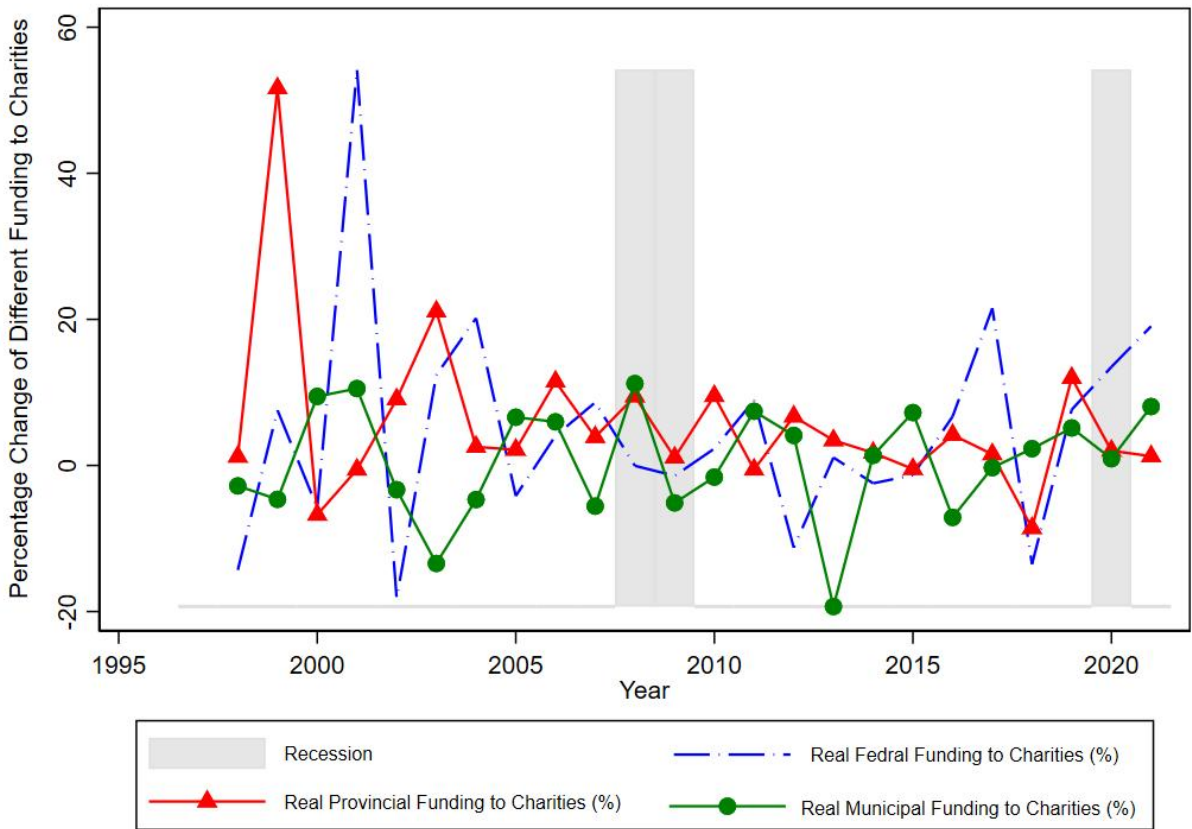 Percentage Change of Different Funding to Charities
60
40
20
0
-20
1995 2000 2005 2010 2015 2020
Year
Recession
Real Fedral Funding to Charities (%)
Real Provincial Funding to Charities (%)
Real Municipal Funding to Charities (%)